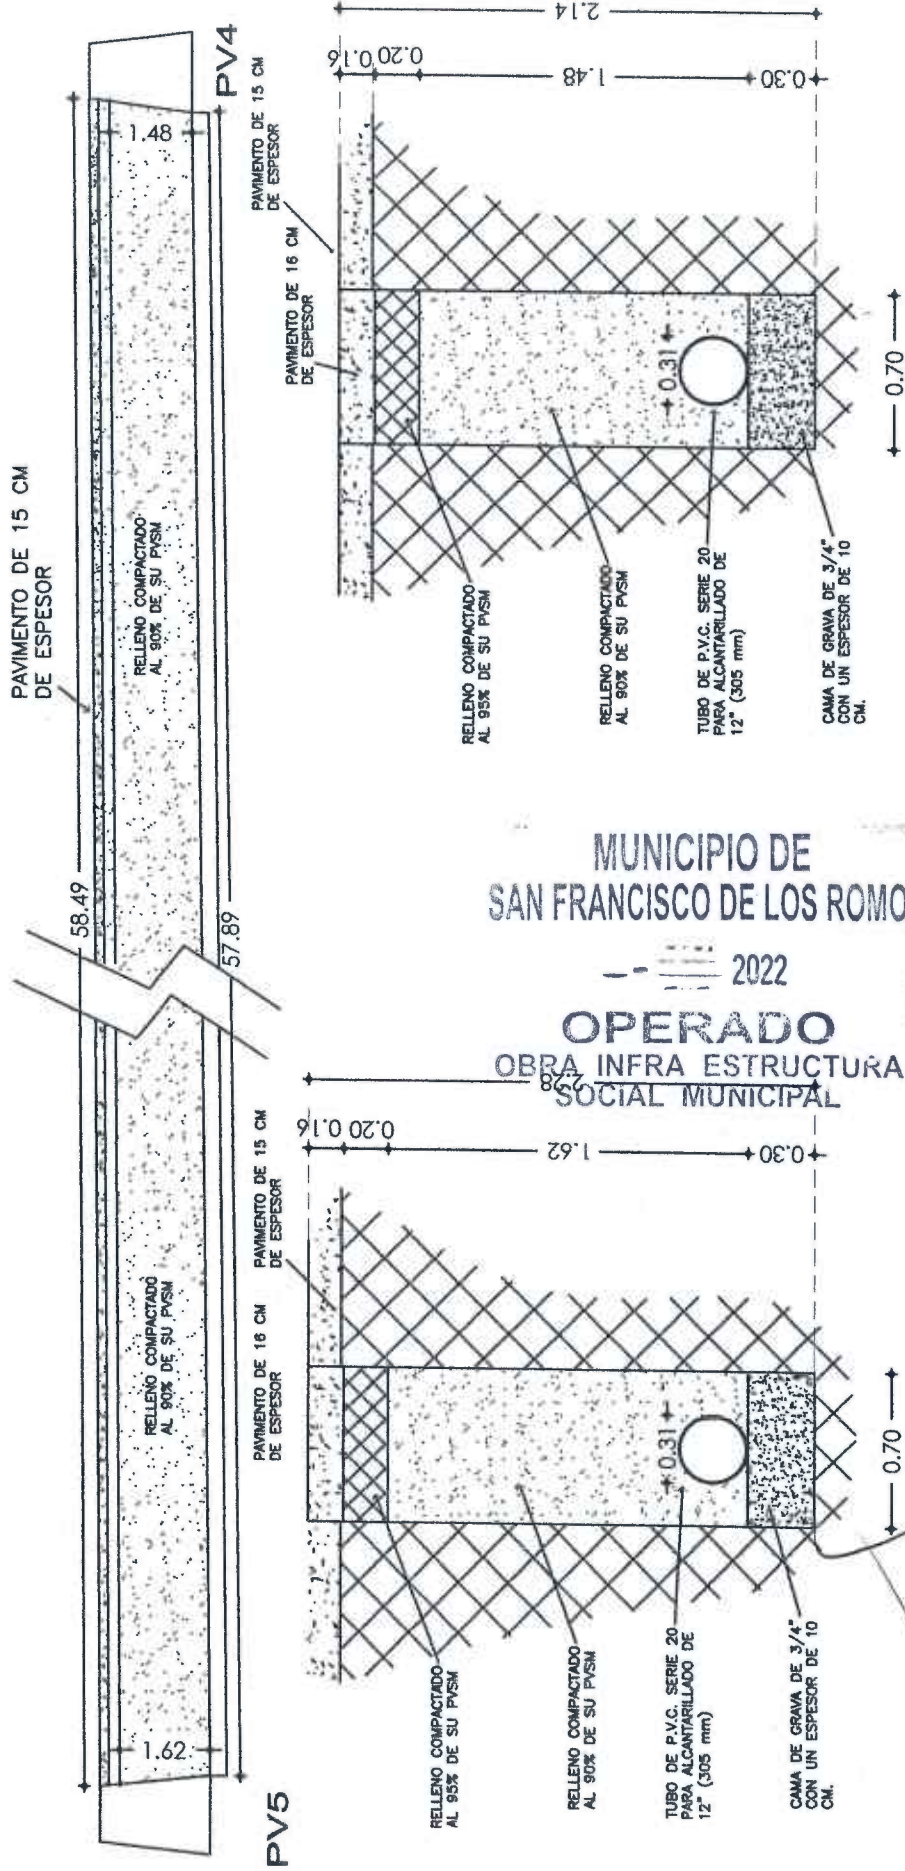 PAVIMENTO DE 15 CM
DE ESPESOR
58.49
57.89
PV5
PV4
1.62
1.48
RELLENO COMPACTADO
AL 90% DE SU PVSM
RELLENO COMPACTADO
AL 90% DE SU PVSM
PAVIMENTO DE 16 CM
DE ESPESOR
PAVIMENTO DE 15 CM
DE ESPESOR
RELLENO COMPACTADO
AL 95% DE SU PVSM
RELLENO COMPACTADO
AL 90% DE SU PVSM
TUBO DE P.V.C. SERIE 20
PARA ALCANTARILLADO DE
12" (305 mm)
CAMA DE GRAVA DE 3/4"
CON UN ESPESOR DE 10
CM.
0.31
0.70
0.16
0.20
1.62
0.30
2.28
PAVIMENTO DE 16 CM
DE ESPESOR
PAVIMENTO DE 15 CM
DE ESPESOR
RELLENO COMPACTADO
AL 95% DE SU PVSM
RELLENO COMPACTADO
AL 90% DE SU PVSM
TUBO DE P.V.C. SERIE 20
PARA ALCANTARILLADO DE
12" (305 mm)
CAMA DE GRAVA DE 3/4"
CON UN ESPESOR DE 10
CM.
0.31
0.70
0.16
0.20
1.48
0.30
2.14
MUNICIPIO DE
SAN FRANCISCO DE LOS ROMO
2022
OPERADO
OBRA INFRA ESTRUCTURA
SOCIAL MUNICIPAL